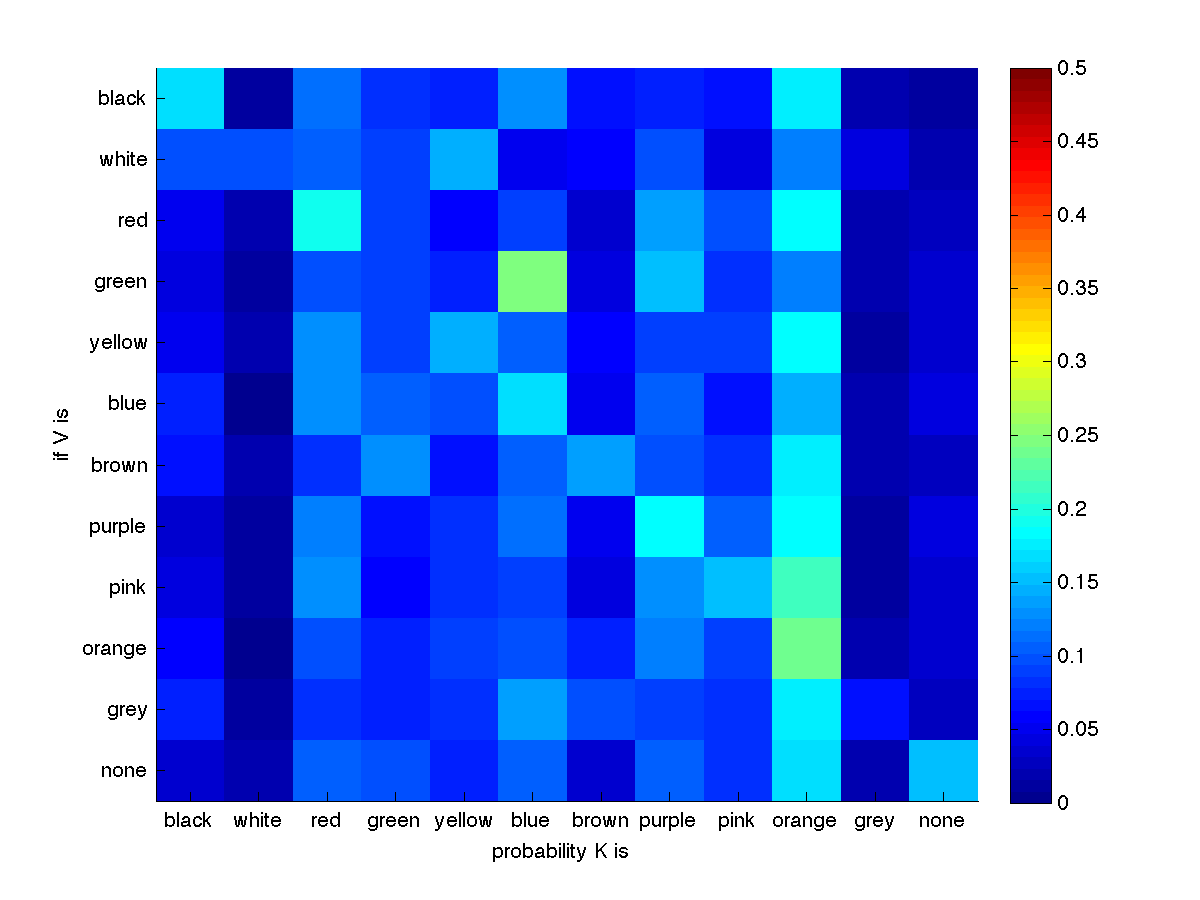 black
white
red
green
yellow
blue
brown
purple
pink
orange
grey
none
if V is
black white red green yellow blue brown purple pink orange grey none
probability K is
0.5
0.45
0.4
0.35
0.3
0.25
0.2
0.15
0.1
0.05
0